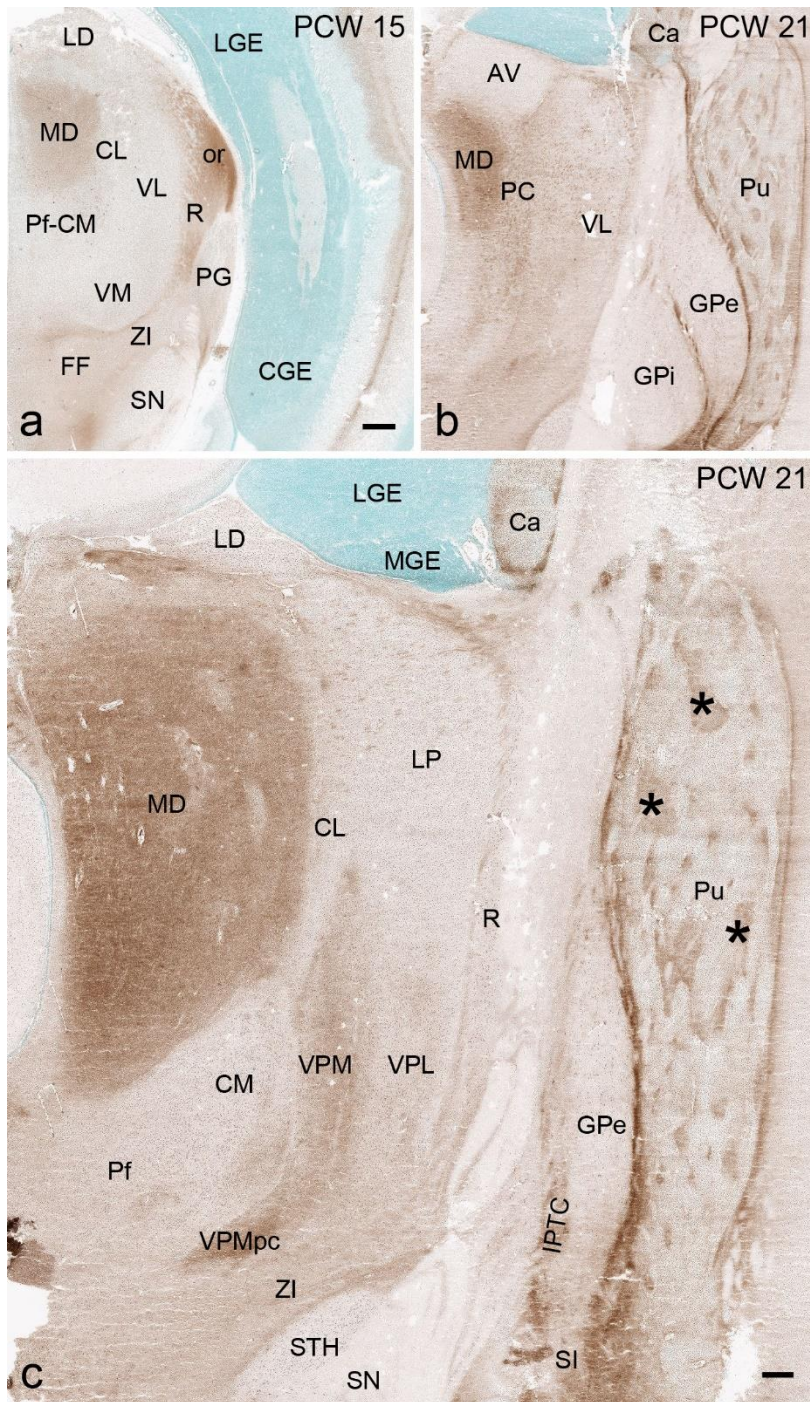 LD
LGE
PCW 15
MD
CL
or
VL
R
Pf-CM
PG
VM
ZI
FF
SN
CGE
a
Ca
PCW 21
AV
MD
PC
Pu
VL
GPe
GPi
b
PCW 21
LGE
Ca
LD
MGE
*
LP
MD
*
CL
Pu
R
*
CM
VPM
VPL
GPe
Pf
IPTC
VPMpc
ZI
STH
SI
SN
c